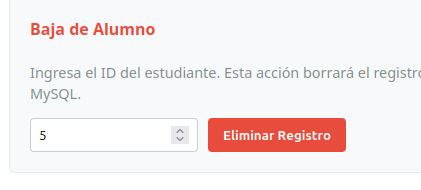 Baja de Alumno
Ingresa el ID del estudiante. Esta acción borrará el registro
MySQL.
5
Eliminar Registro